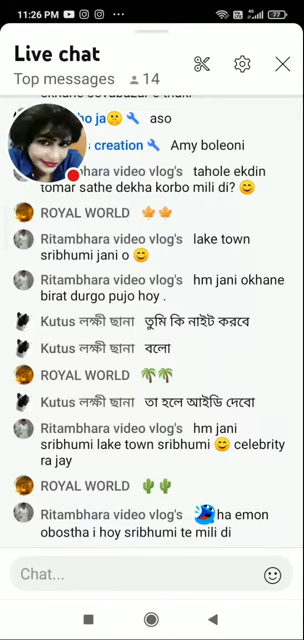 11:26 PM
Live chat
Top messages 14
aso
s creation Amy boleoni
hara video vlog's tahole ekdin
tomar sathe dekha korbo mili di? 😊
ROYAL WORLD 🍁🍁
Ritambhara video vlog's lake town
sribhumi jani o 😊
Ritambhara video vlog's hm jani okhane
birat durgo pujo hoy .
Kutus লক্ষী ছানা তুমি কি নাইট করবে
Kutus লক্ষী ছানা বলো
ROYAL WORLD 🌴🌴
Kutus লক্ষী ছানা তা হলে আইডি দেবো
Ritambhara video vlog's hm jani
sribhumi lake town sribhumi 😊 celebrity
ra jay
ROYAL WORLD 🌵🌵
Ritambhara video vlog's ha emon
obostha i hoy sribhumi te mili di
Chat...